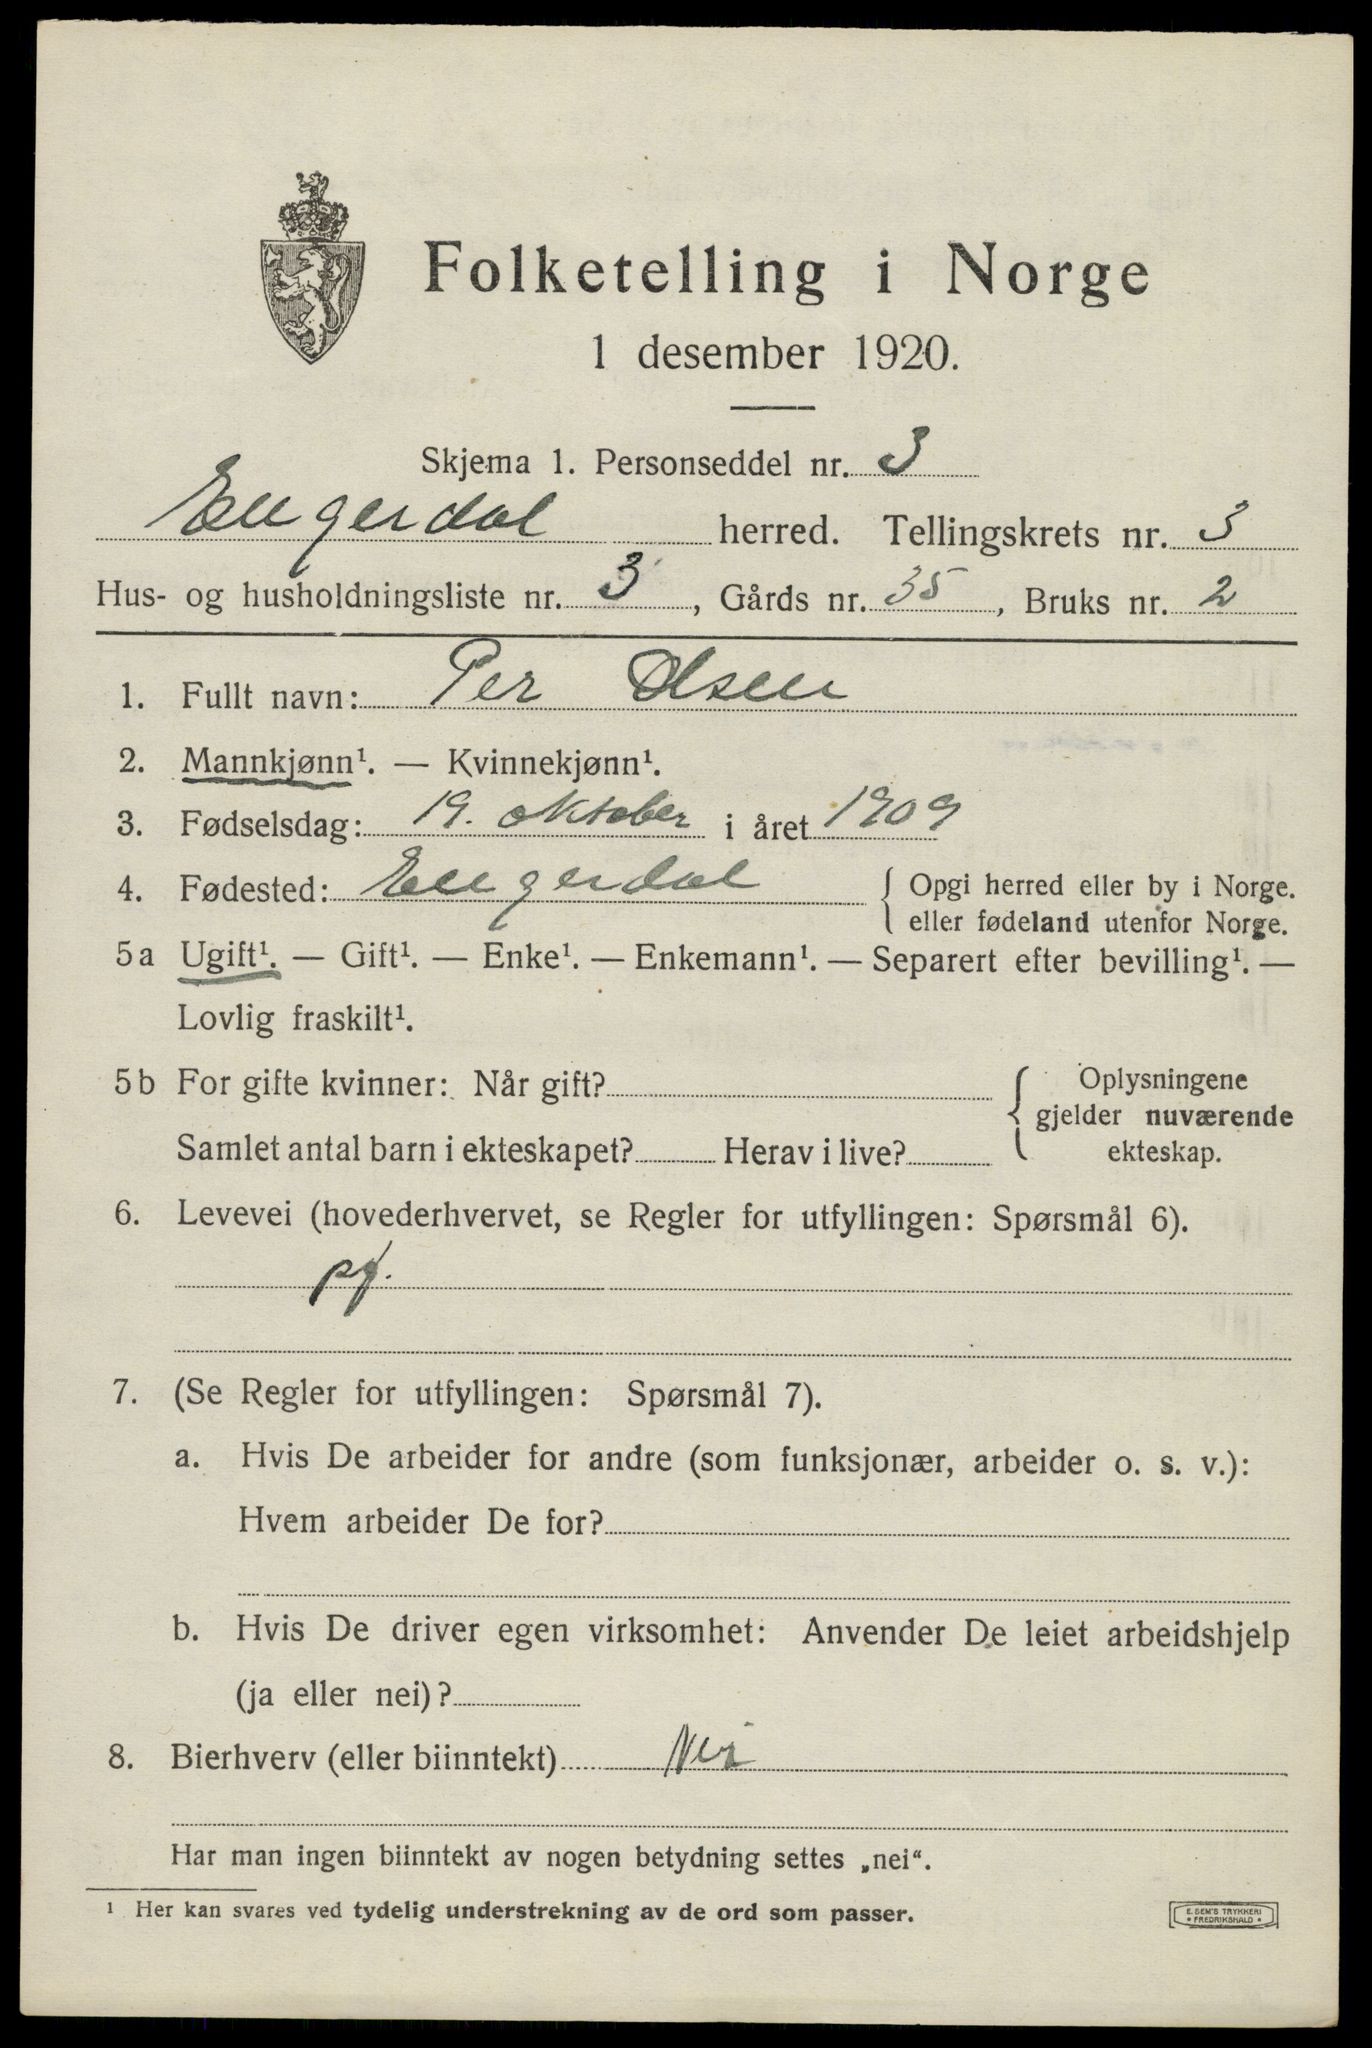 Folketelling i Norge
1 desember 1920.
Skjema 1. Personseddel nr. 3
Engerdal herred. Tellingskrets nr. 3
Hus- og husholdningsliste nr. 3, Gårds nr. 35, Bruks nr. 2
1. Fullt navn: Per Olsen
2. Mannkjønn¹. — Kvinnekjønn¹.
3. Fødselsdag: 19. oktober i året 1909
4. Fødested: Engerdal { Opgi herred eller by i Norge.
eller fødeland utenfor Norge.
5a Ugift¹. — Gift¹. — Enke¹. — Enkemann¹. — Separert efter bevilling¹. —
Lovlig fraskilt¹.
5b For gifte kvinner: Når gift? { Oplysningene
gjelder nuværende
Samlet antal barn i ekteskapet? Herav i live? ekteskap.
6. Levevei (hovederhvervet, se Regler for utfyllingen: Spørsmål 6).
7. (Se Regler for utfyllingen: Spørsmål 7).
a. Hvis De arbeider for andre (som funksjonær, arbeider o. s. v.):
Hvem arbeider De for?
b. Hvis De driver egen virksomhet: Anvender De leiet arbeidshjelp
(ja eller nei)?
8. Bierhverv (eller biinntekt) Nei
Har man ingen biinntekt av nogen betydning settes „nei“.
¹ Her kan svares ved tydelig understrekning av de ord som passer.
E. SEM'S TRYKKERI
* FREDRIKSHALD *